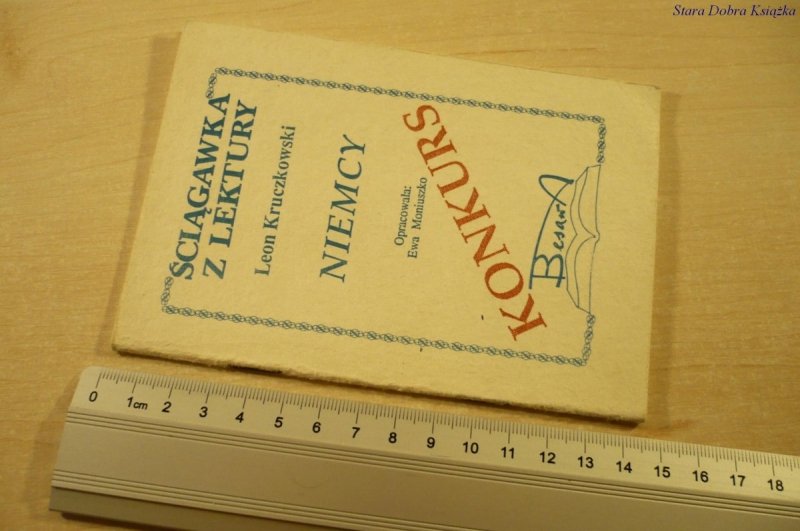 Stara Dobra Książka
ŚCIĄGAWKA
Z LEKTURY
Leon Kruczkowski
NIEMCY
Opracowała:
Ewa Moniuszko
KONKURS
BesaurA
0 1cm 2 3 4 5 6 7 8 9 10 11 12 13 14 15 16 17 18